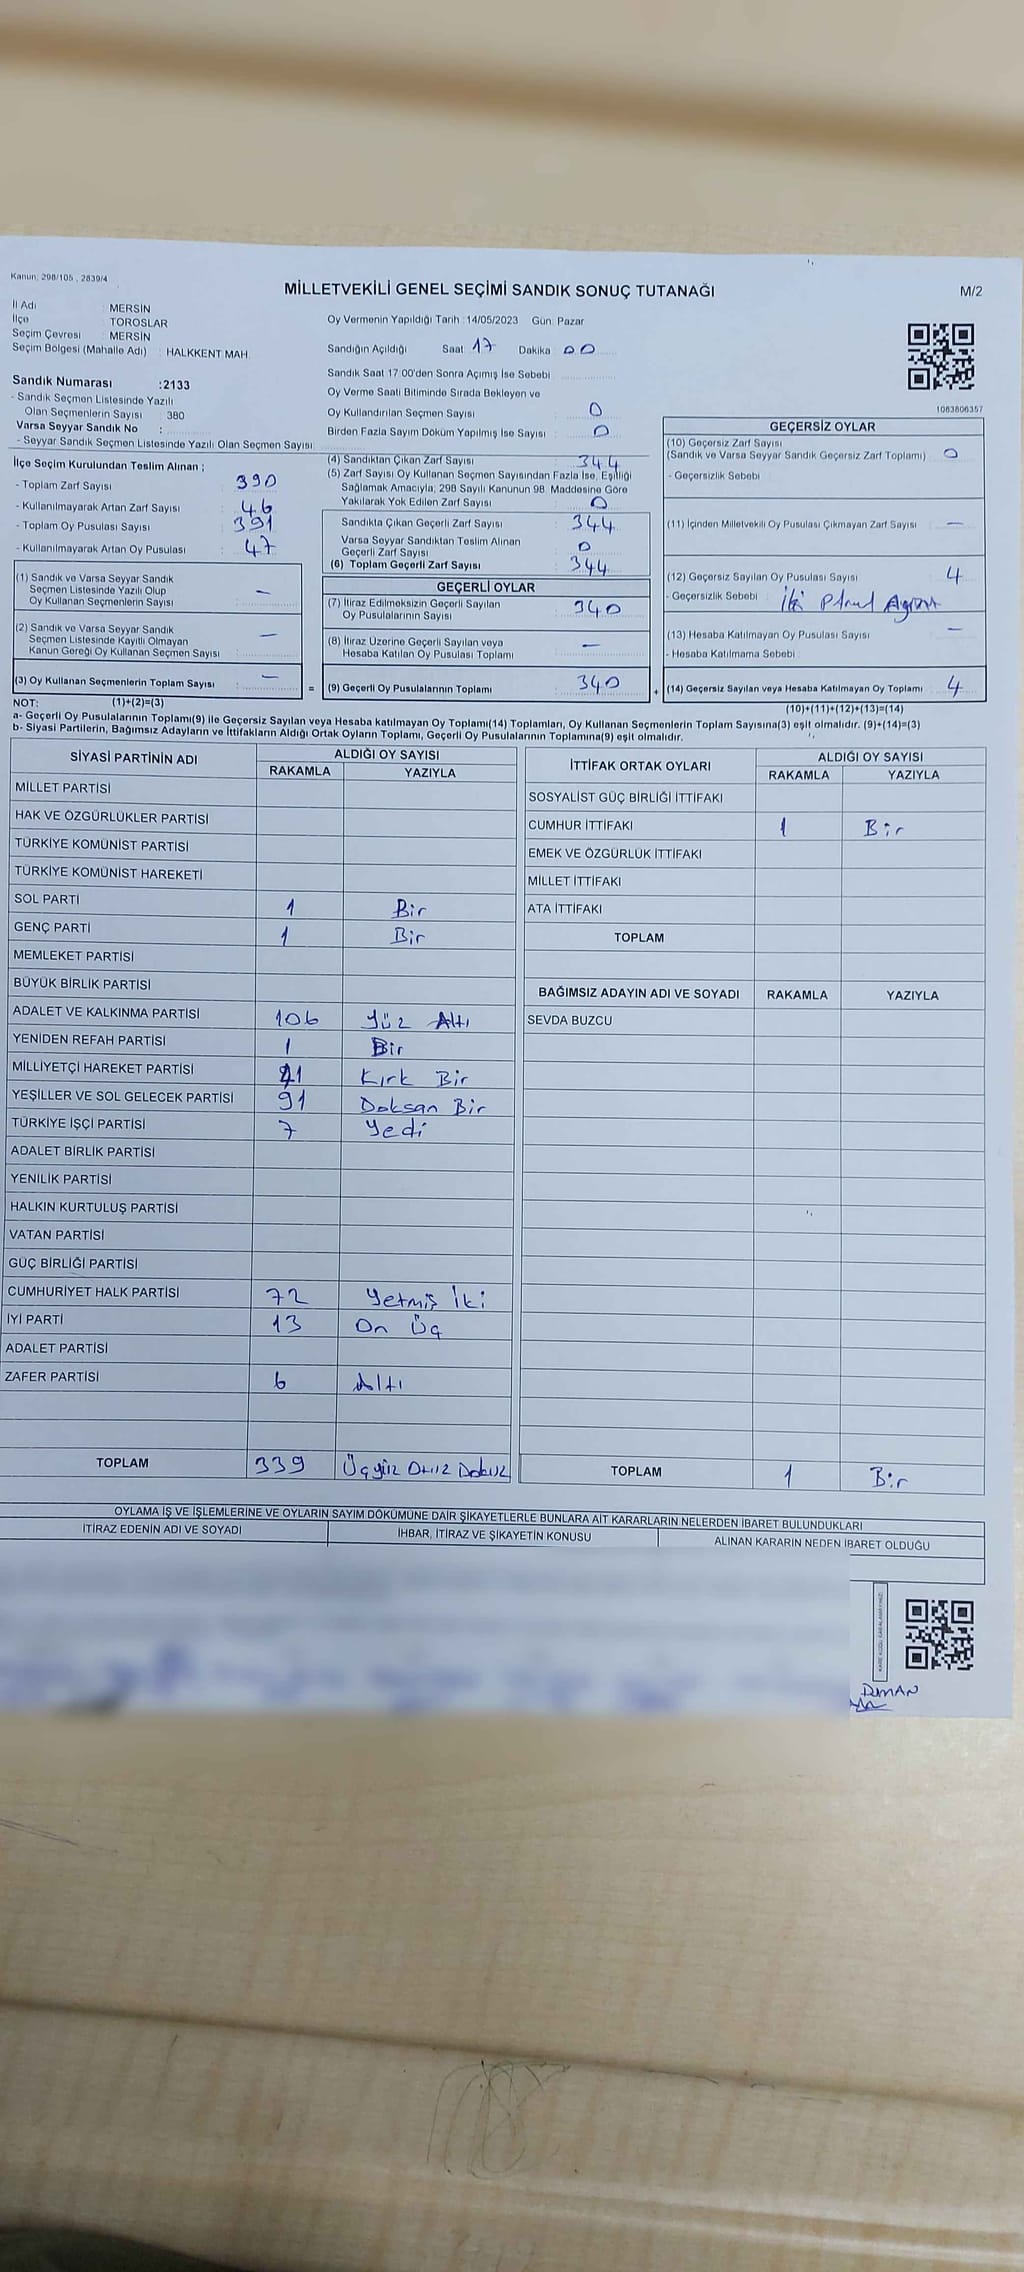 Kanun; 298/105 , 2839/4
MİLLETVEKİLİ GENEL SEÇİMİ SANDIK SONUÇ TUTANAĞI
M/2
İl Adı : MERSİN
İlçe : TOROSLAR
Seçim Çevresi : MERSİN
Seçim Bölgesi (Mahalle Adı) : HALKKENT MAH.
Sandık Numarası :2133
- Sandık Seçmen Listesinde Yazılı
Olan Seçmenlerin Sayısı : 380
Varsa Seyyar Sandık No :
- Seyyar Sandık Seçmen Listesinde Yazılı Olan Seçmen Sayısı:
İlçe Seçim Kurulundan Teslim Alınan ;
- Toplam Zarf Sayısı : 390
- Kullanılmayarak Artan Zarf Sayısı : 46
- Toplam Oy Pusulası Sayısı : 391
- Kullanılmayarak Artan Oy Pusulası : 47
(1) Sandık ve Varsa Seyyar Sandık
Seçmen Listesinde Yazılı Olup
Oy Kullanan Seçmenlerin Sayısı : —
(2) Sandık ve Varsa Seyyar Sandık
Seçmen Listesinde Kayıtlı Olmayan
Kanun Gereği Oy Kullanan Seçmen Sayısı : —
(3) Oy Kullanan Seçmenlerin Toplam Sayısı : —
Oy Vermenin Yapıldığı Tarih :14/05/2023 Gün: Pazar
Sandığın Açıldığı Saat 17 Dakika 00
Sandık Saat 17:00'den Sonra Açımış İse Sebebi
Oy Verme Saati Bitiminde Sırada Bekleyen ve
Oy Kullandırılan Seçmen Sayısı : 0
Birden Fazla Sayım Döküm Yapılmış İse Sayısı : 0
(4) Sandıktan Çıkan Zarf Sayısı : 344
(5) Zarf Sayısı Oy Kullanan Seçmen Sayısından Fazla İse, Eşitliği
Sağlamak Amacıyla; 298 Sayılı Kanunun 98. Maddesine Göre
Yakılarak Yok Edilen Zarf Sayısı : 0
Sandıkta Çıkan Geçerli Zarf Sayısı : 344
Varsa Seyyar Sandıktan Teslim Alınan
Geçerli Zarf Sayısı : 0
(6) Toplam Geçerli Zarf Sayısı : 344
GEÇERLİ OYLAR
(7) İtiraz Edilmeksizin Geçerli Sayılan
Oy Pusulalarının Sayısı : 340
(8) İtiraz Üzerine Geçerli Sayılan veya
Hesaba Katılan Oy Pusulası Toplamı : —
= (9) Geçerli Oy Pusulalarının Toplamı : 340
1063806357
GEÇERSİZ OYLAR
(10) Geçersiz Zarf Sayısı
(Sandık ve Varsa Seyyar Sandık Geçersiz Zarf Toplamı) : 0
- Geçersizlik Sebebi :
(11) İçinden Milletvekili Oy Pusulası Çıkmayan Zarf Sayısı : —
(12) Geçersiz Sayılan Oy Pusulası Sayısı : 4
- Geçersizlik Sebebi : İki
(13) Hesaba Katılmayan Oy Pusulası Sayısı : —
- Hesaba Katılmama Sebebi :
+ (14) Geçersiz Sayılan veya Hesaba Katılmayan Oy Toplamı : 4
NOT: (1)+(2)=(3) (10)+(11)+(12)+(13)=(14)
a- Geçerli Oy Pusulalarının Toplamı(9) ile Geçersiz Sayılan veya Hesaba katılmayan Oy Toplamı(14) Toplamları, Oy Kullanan Seçmenlerin Toplam Sayısına(3) eşit olmalıdır. (9)+(14)=(3)
b- Siyasi Partilerin, Bağımsız Adayların ve İttifakların Aldığı Ortak Oyların Toplamı, Geçerli Oy Pusulalarının Toplamına(9) eşit olmalıdır.
SİYASİ PARTİNİN ADI ALDIĞI OY SAYISI
RAKAMLA YAZIYLA
MİLLET PARTİSİ
HAK VE ÖZGÜRLÜKLER PARTİSİ
TÜRKİYE KOMÜNİST PARTİSİ
TÜRKİYE KOMÜNİST HAREKETİ
SOL PARTİ 1 Bir
GENÇ PARTİ 1 Bir
MEMLEKET PARTİSİ
BÜYÜK BİRLİK PARTİSİ
ADALET VE KALKINMA PARTİSİ 106 Yüz Altı
YENİDEN REFAH PARTİSİ 1 Bir
MİLLİYETÇİ HAREKET PARTİSİ 41 Kırk Bir
YEŞİLLER VE SOL GELECEK PARTİSİ 91 Doksan Bir
TÜRKİYE İŞÇİ PARTİSİ 7 Yedi
ADALET BİRLİK PARTİSİ
YENİLİK PARTİSİ
HALKIN KURTULUŞ PARTİSİ
VATAN PARTİSİ
GÜÇ BİRLİĞİ PARTİSİ
CUMHURİYET HALK PARTİSİ 72 Yetmiş İki
İYİ PARTİ 13 On Üç
ADALET PARTİSİ
ZAFER PARTİSİ 6 Altı
TOPLAM 339 Üçyüz Otuz Dokuz
İTTİFAK ORTAK OYLARI ALDIĞI OY SAYISI
RAKAMLA YAZIYLA
SOSYALİST GÜÇ BİRLİĞİ İTTİFAKI
CUMHUR İTTİFAKI 1 Bir
EMEK VE ÖZGÜRLÜK İTTİFAKI
MİLLET İTTİFAKI
ATA İTTİFAKI
TOPLAM
BAĞIMSIZ ADAYIN ADI VE SOYADI RAKAMLA YAZIYLA
SEVDA BUZCU
TOPLAM 1 Bir
OYLAMA İŞ VE İŞLEMLERİNE VE OYLARIN SAYIM DÖKÜMÜNE DAİR ŞİKAYETLERLE BUNLARA AİT KARARLARIN NELERDEN İBARET BULUNDUKLARI
İTİRAZ EDENİN ADI VE SOYADI İHBAR, İTİRAZ VE ŞİKAYETİN KONUSU ALINAN KARARIN NEDEN İBARET OLDUĞU
DUMAN